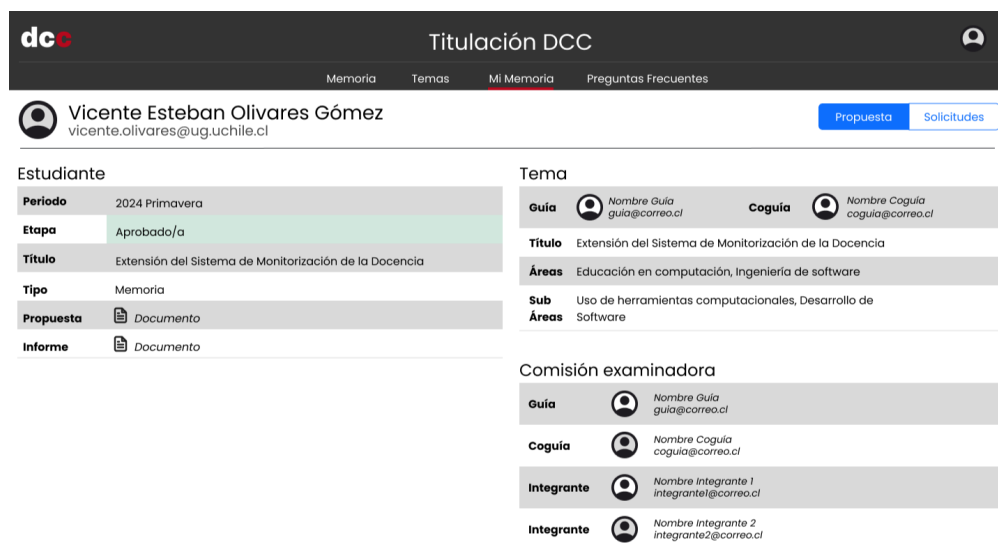 dcc
Titulación DCC
Memoria Temas Mi Memoria Preguntas Frecuentes
Vicente Esteban Olivares Gómez
vicente.olivares@ug.uchile.cl
Propuesta Solicitudes
Estudiante
Periodo 2024 Primavera
Etapa Aprobado/a
Título Extensión del Sistema de Monitorización de la Docencia
Tipo Memoria
Propuesta Documento
Informe Documento
Tema
Guía Nombre Guía Coguía Nombre Coguía
guia@correo.cl coguia@correo.cl
Título Extensión del Sistema de Monitorización de la Docencia
Áreas Educación en computación, Ingeniería de software
Sub Uso de herramientas computacionales, Desarrollo de
Áreas Software
Comisión examinadora
Guía Nombre Guía
guia@correo.cl
Coguía Nombre Coguía
coguia@correo.cl
Integrante Nombre Integrante 1
integrante1@correo.cl
Integrante Nombre Integrante 2
integrante2@correo.cl